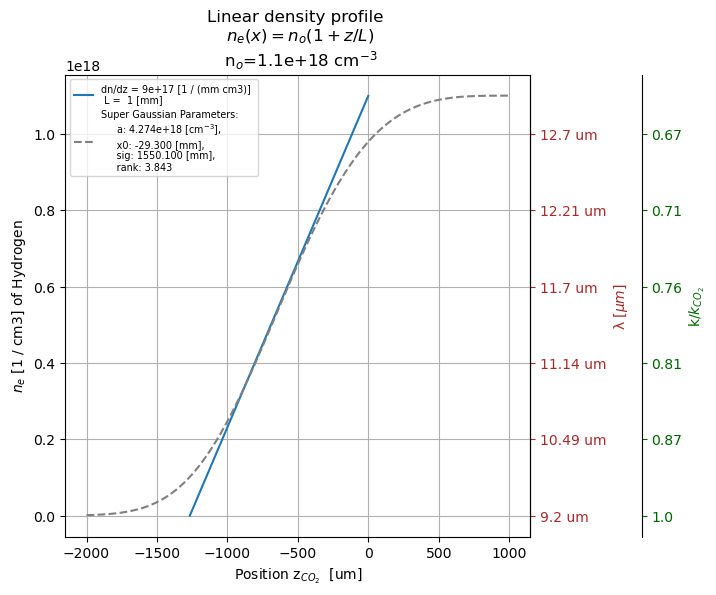 Linear density profile
n_e(x) = n_o(1 + z/L)
n_o=1.1e+18 cm⁻³
1e18
dn/dz = 9e+17 [1 / (mm cm3)]
L =  1 [mm]
Super Gaussian Parameters:
a: 4.274e+18 [cm⁻³],
x0: -29.300 [mm],
sig: 1550.100 [mm],
rank: 3.843
1.0
0.8
0.6
0.4
0.2
0.0
n_e [1 / cm3] of Hydrogen
−2000
−1500
−1000
−500
0
500
1000
Position z_CO₂  [um]
12.7 um
12.21 um
11.7 um
11.14 um
10.49 um
9.2 um
λ [μm]
0.67
0.71
0.76
0.81
0.87
1.0
k/k_CO₂